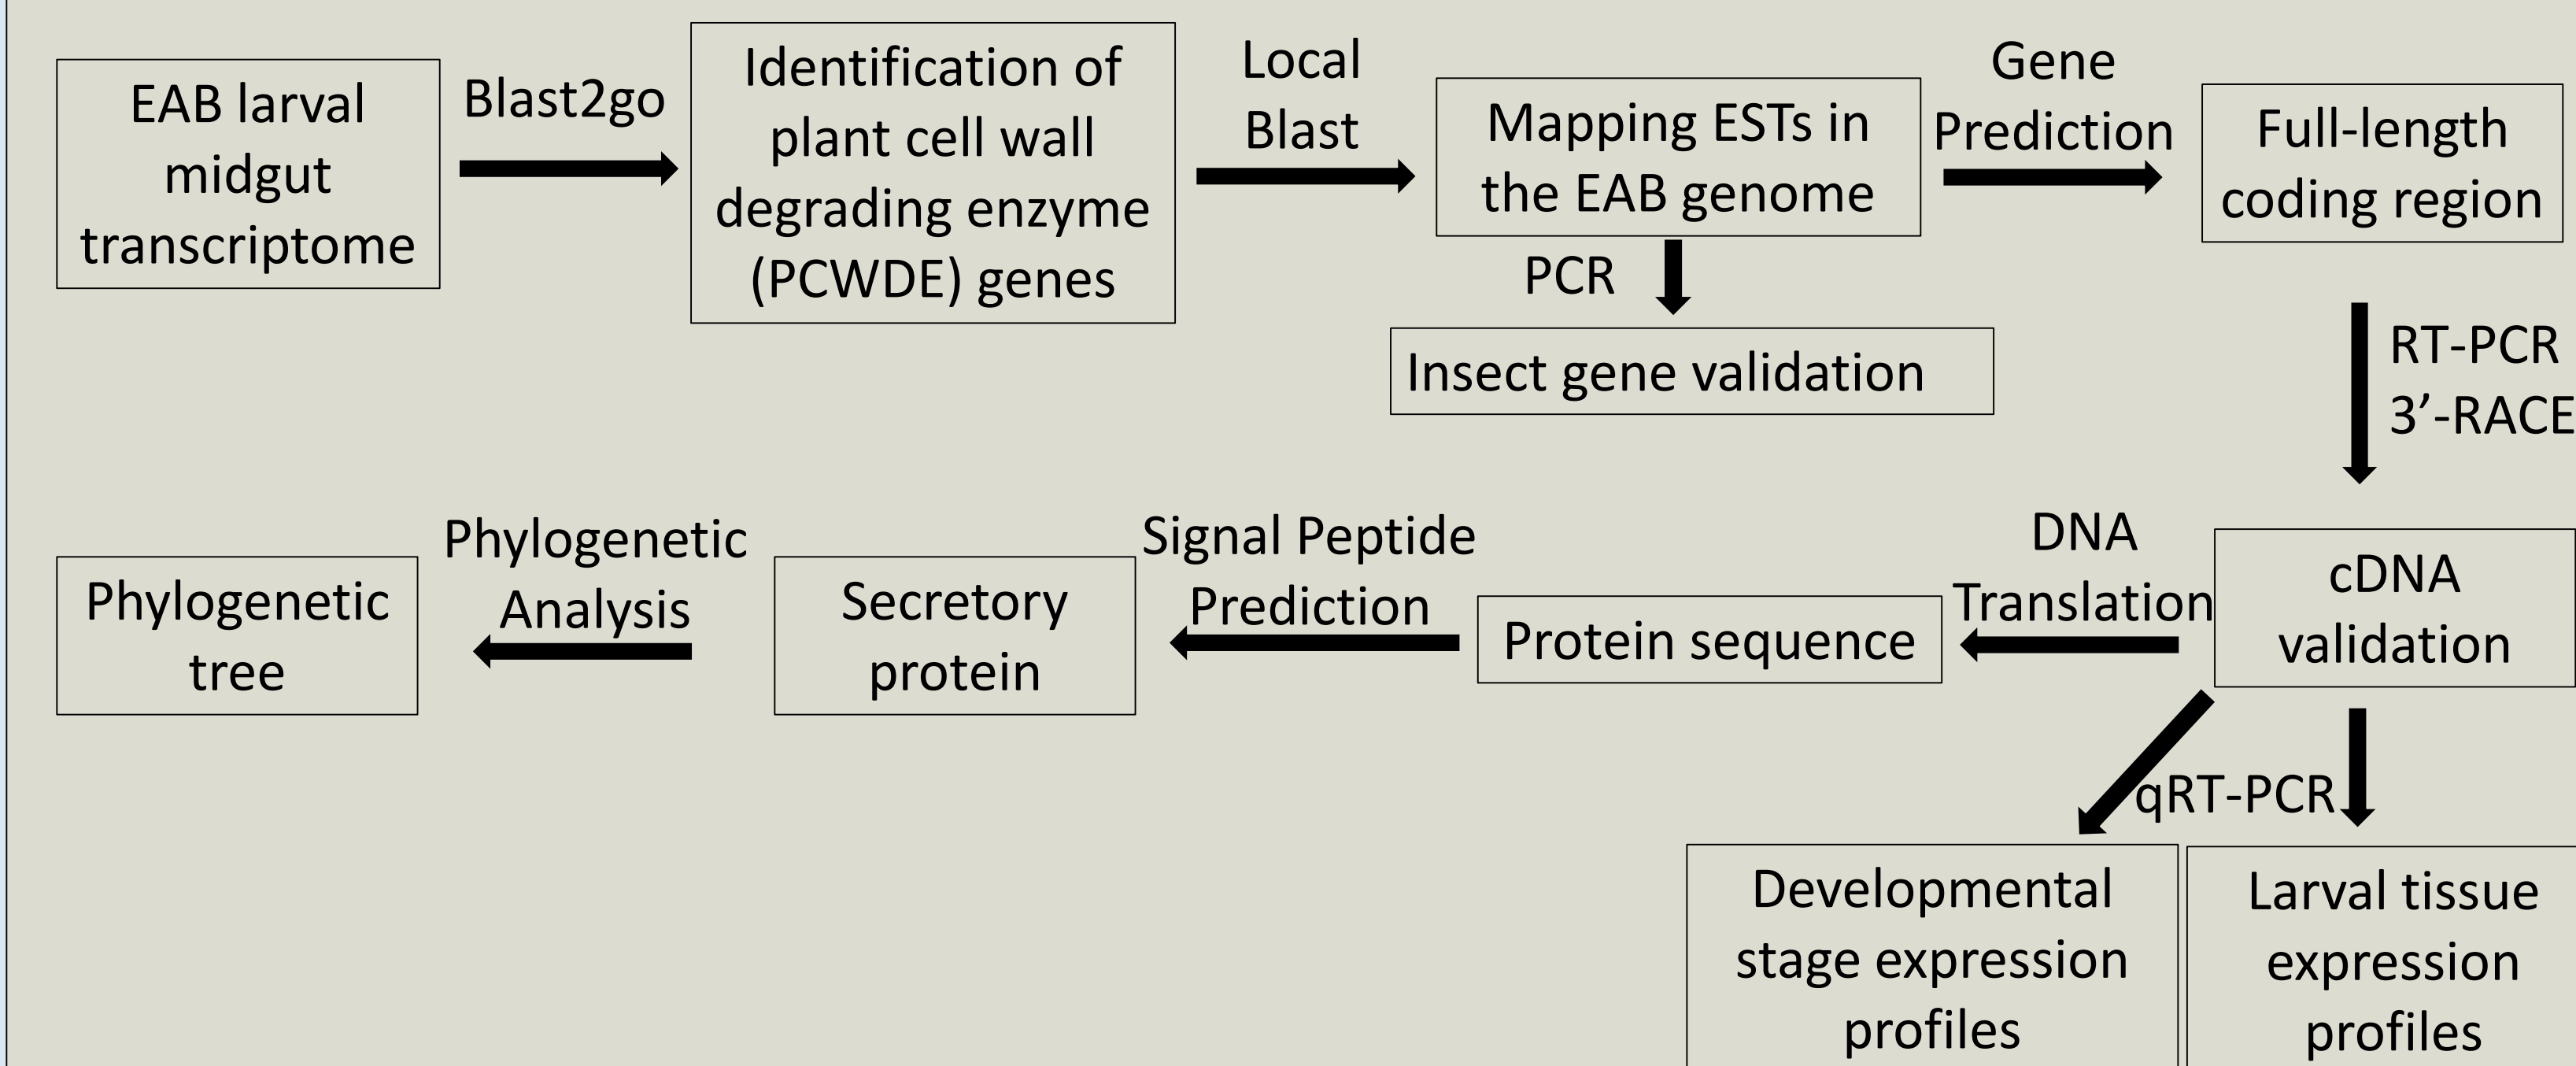 EAB larval
midgut
transcriptome
Blast2go
Identification of
plant cell wall
degrading enzyme
(PCWDE) genes
Local
Blast
Mapping ESTs in
the EAB genome
Gene
Prediction
Full-length
coding region
PCR
Insect gene validation
RT-PCR
3’-RACE
cDNA
validation
DNA
Translation
Protein sequence
Signal Peptide
Prediction
Secretory
protein
Phylogenetic
Analysis
Phylogenetic
tree
qRT-PCR
Developmental
stage expression
profiles
Larval tissue
expression
profiles